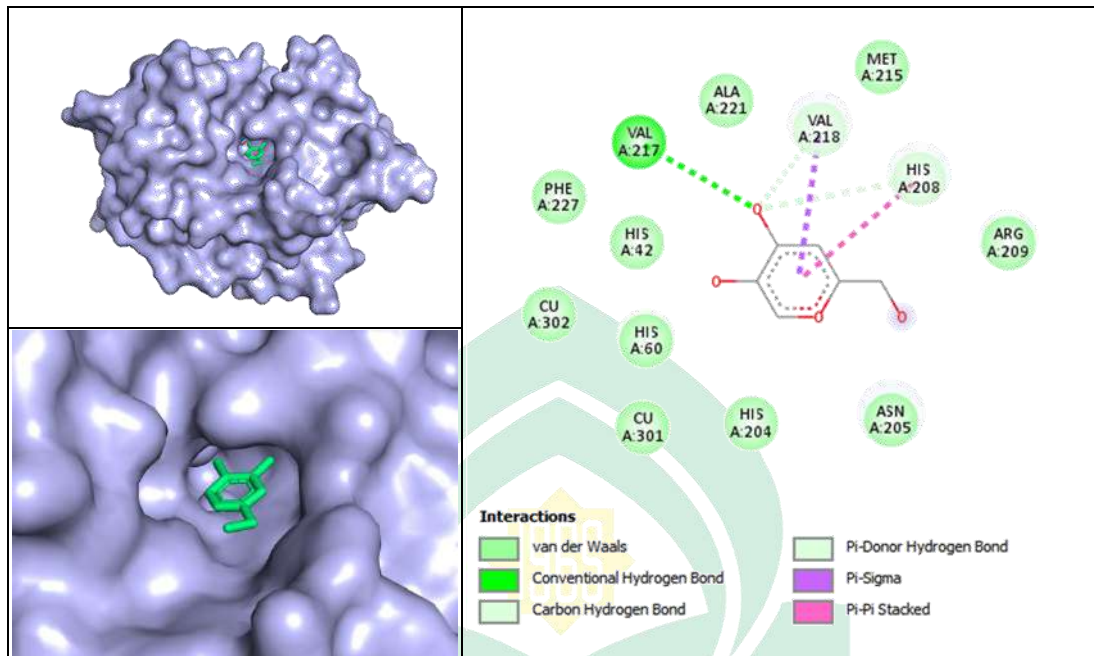 MET
A:215
ALA
A:221
VAL
A:218
VAL
A:217
HIS
A:208
PHE
A:227
HIS
A:42
ARG
A:209
O
O
CU
A:302
HIS
A:60
O
O
CU
A:301
HIS
A:204
ASN
A:205
Interactions
van der Waals
Conventional Hydrogen Bond
Carbon Hydrogen Bond
Pi-Donor Hydrogen Bond
Pi-Sigma
Pi-Pi Stacked